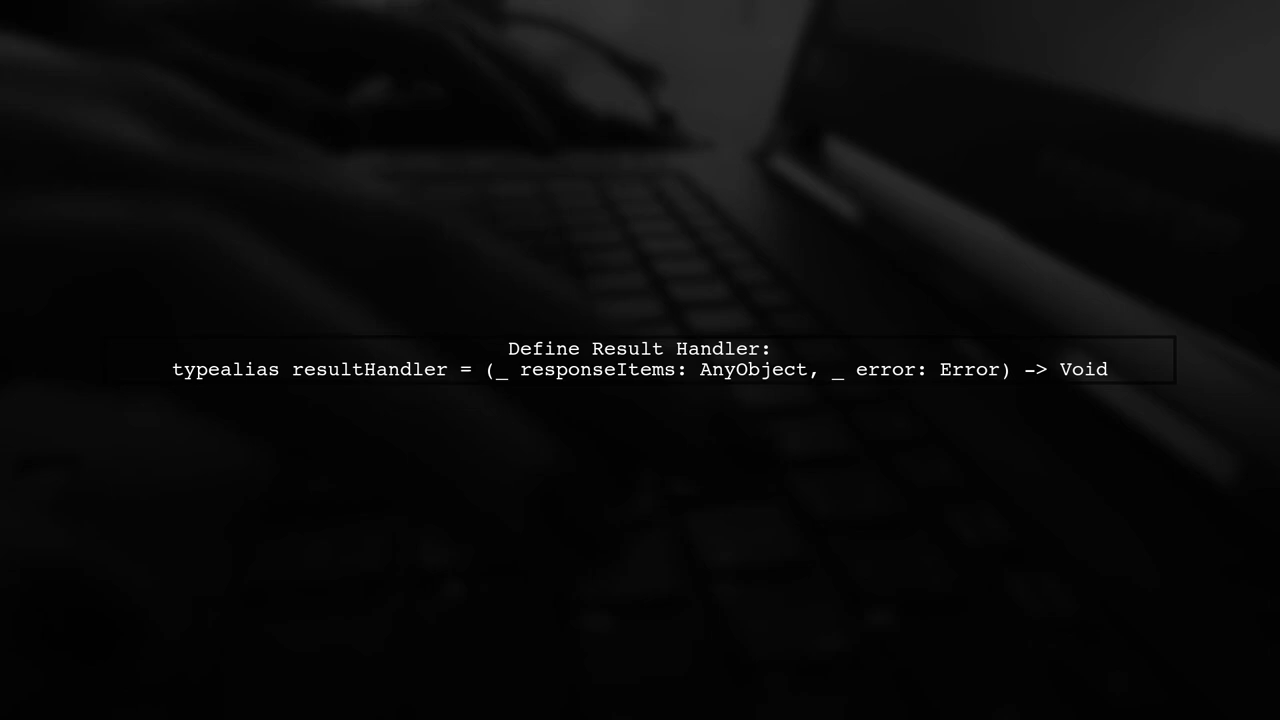 Define Result Handler:
typealias resultHandler = (_ responseItems: AnyObject, _ error: Error) -> Void